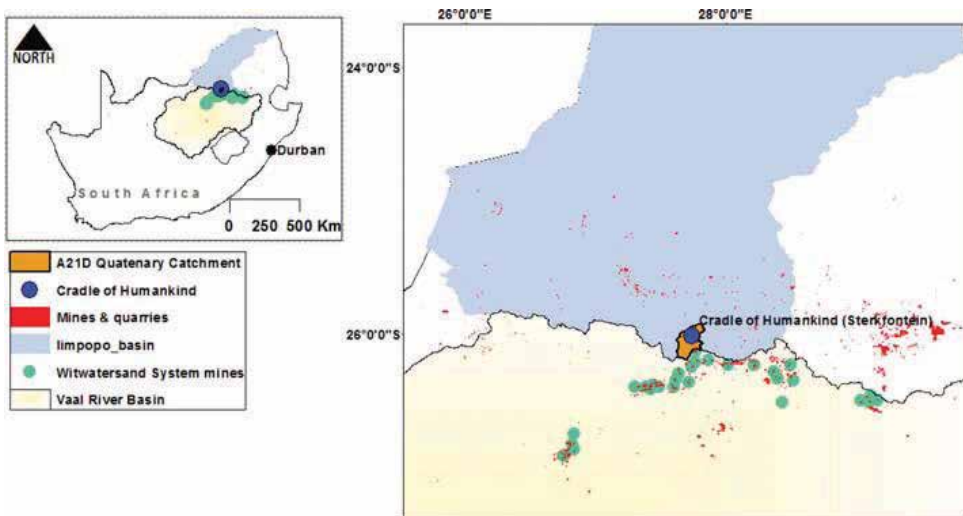 NORTH
Durban
South Africa
0 250 500 Km
A21D Quatenary Catchment
Cradle of Humankind
Mines & quarries
limpopo_basin
Witwatersand System mines
Vaal River Basin
26°0'0"E 28°0'0"E
24°0'0"S
26°0'0"S
Cradle of Humankind (Sterkfontein)